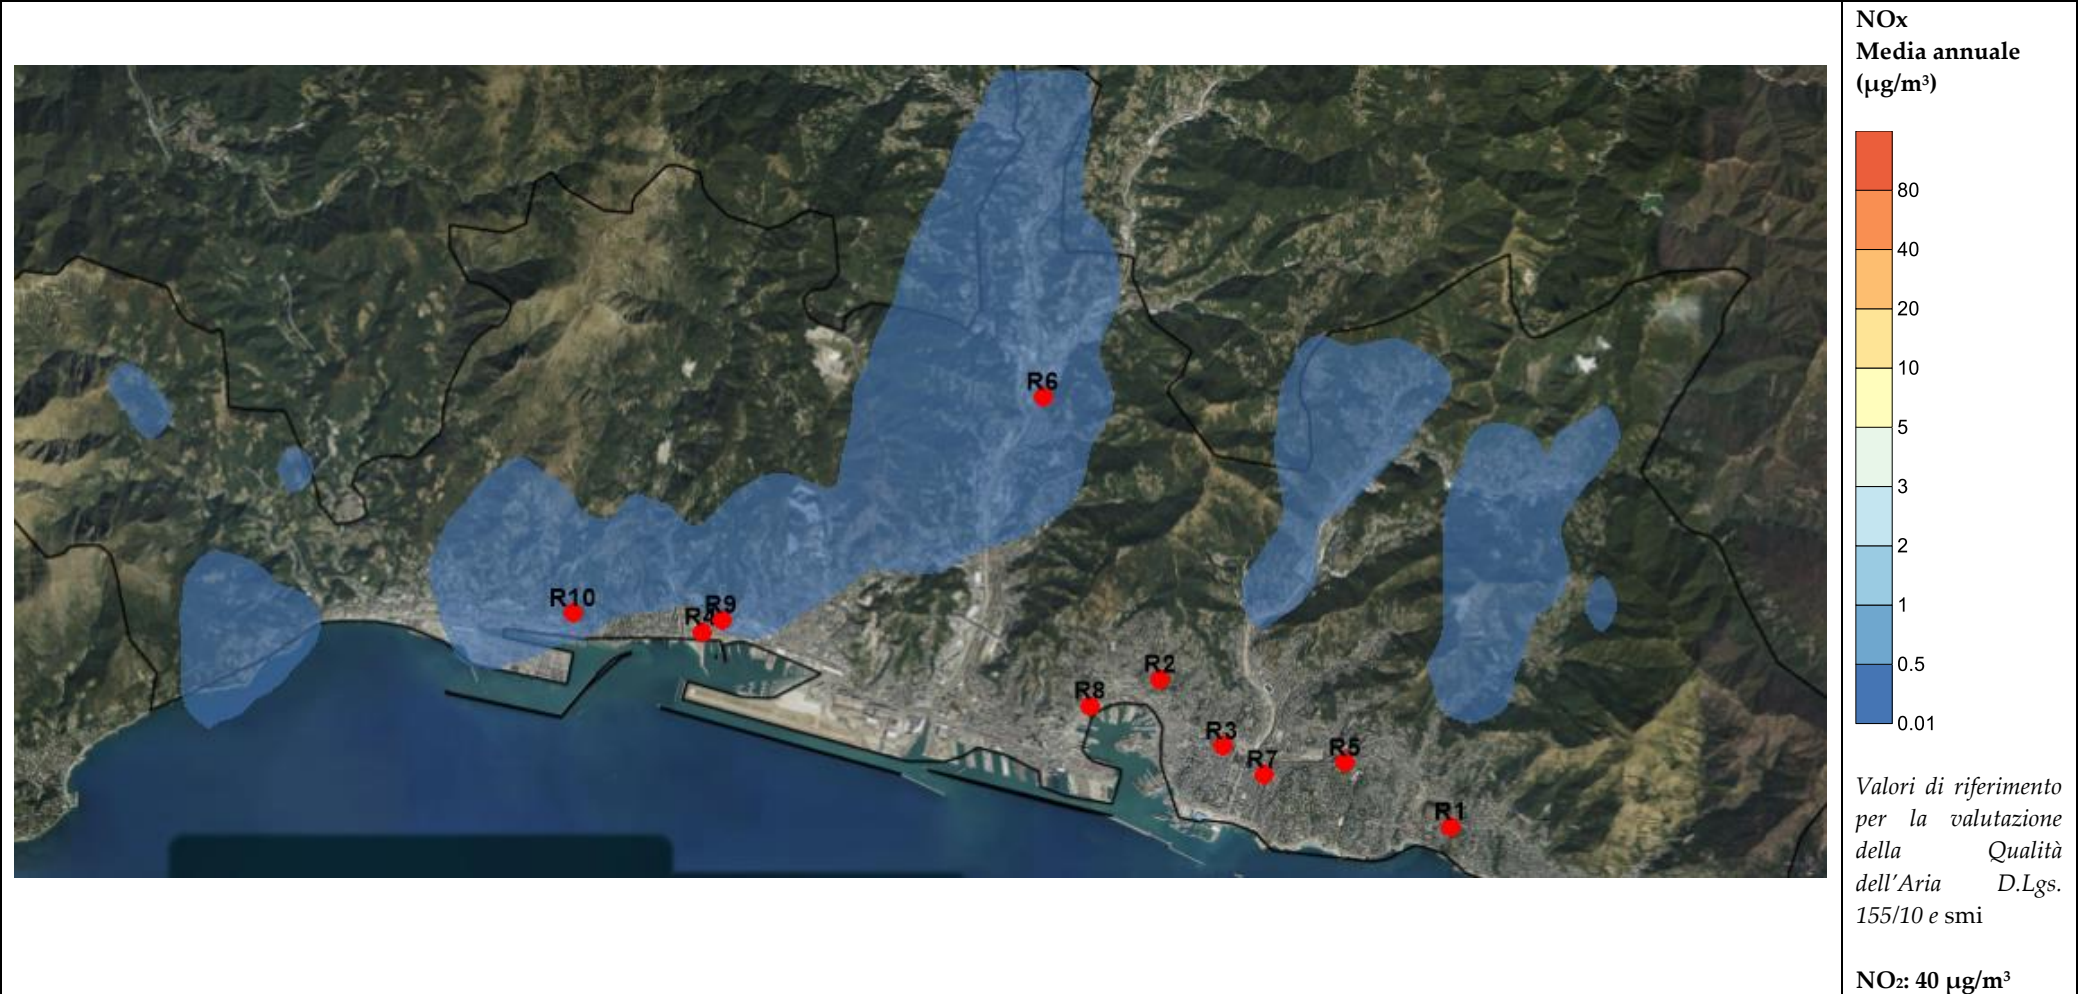 NOx
Media annuale
(µg/m³)
80
40
30
20
10
5
3
2
1
0.5
0.01
Valori di riferimento
per la valutazione
della Qualità
dell'Aria D.Lgs.
155/10 e smi
NO₂: 40 µg/m³
R6
R10
R4
R9
R2
R8
R3
R7
R5
R1